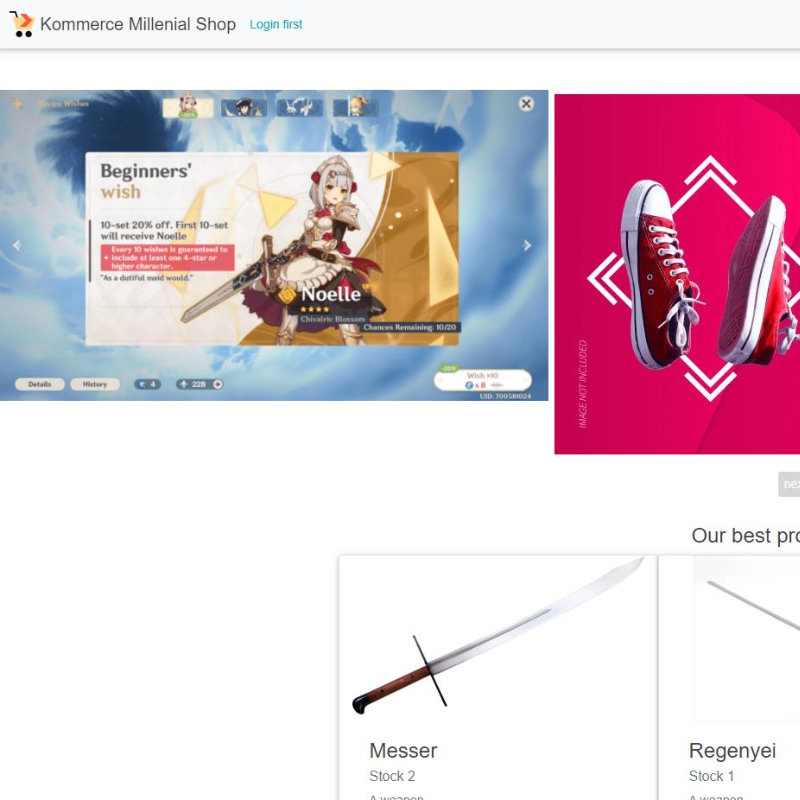 Kommerce Millenial Shop
Login first
Novice Wishes
Beginners'
wish
10-set 20% off. First 10-set
will receive Noelle
Every 10 wishes is guaranteed to
include at least one 4-star or
higher character.
"As a dutiful maid would."
Noelle
Chivalric Blossom
Chances Remaining: 10/20
Details
History
4
228
-20%
Wish ×10
x 8
UID: 700581024
IMAGE NOT INCLUDED
Our best pro
Messer
Stock 2
A weapon
Regenyei
Stock 1
A weapon